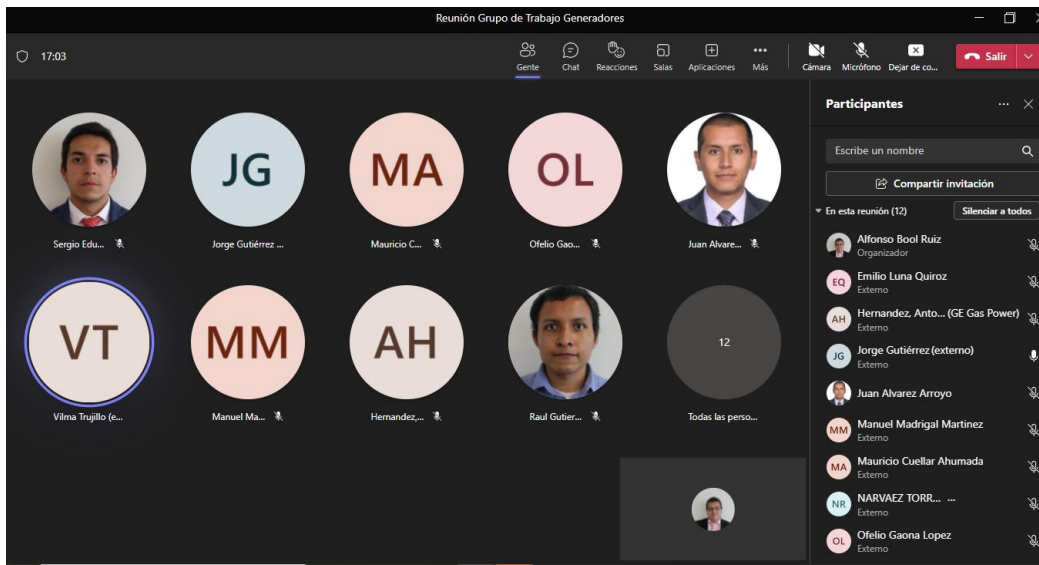 Reunión Grupo de Trabajo Generadores
17:03
Gente
Chat
Reacciones
Salas
Aplicaciones
Más
Cámara
Micrófono
Dejar de co...
Salir
JG
MA
OL
Sergio Edu...
Jorge Gutiérrez ...
Mauricio C...
Ofelio Gao...
Juan Alvare...
VT
MM
AH
12
Vilma Trujillo (e...
Manuel Ma...
Hernandez,...
Raul Gutier...
Todas las perso...
Participantes
Escribe un nombre
Compartir invitación
En esta reunión (12)
Silenciar a todos
Alfonso Bool Ruiz
Organizador
EQ
Emilio Luna Quiroz
Externo
AH
Hernandez, Anto... (GE Gas Power)
Externo
JG
Jorge Gutiérrez (externo)
Externo
Juan Alvarez Arroyo
MM
Manuel Madrigal Martinez
Externo
MA
Mauricio Cuellar Ahumada
Externo
NR
NARVAEZ TORR... ...
Externo
OL
Ofelio Gaona Lopez
Externo